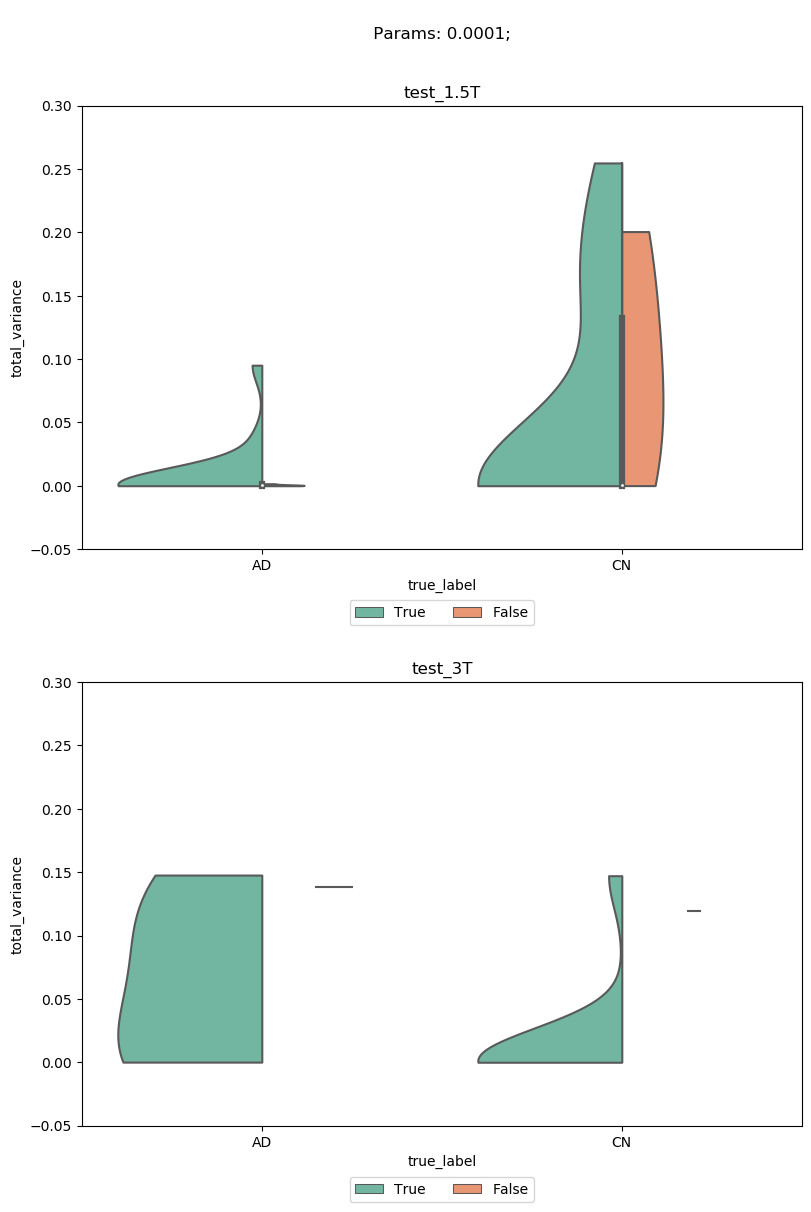 Params: 0.0001;
test_1.5T
0.30
0.25
0.20
0.15
0.10
0.05
0.00
−0.05
total_variance
AD CN
true_label
True False
test_3T
0.30
0.25
0.20
0.15
0.10
0.05
0.00
−0.05
total_variance
AD CN
true_label
True False